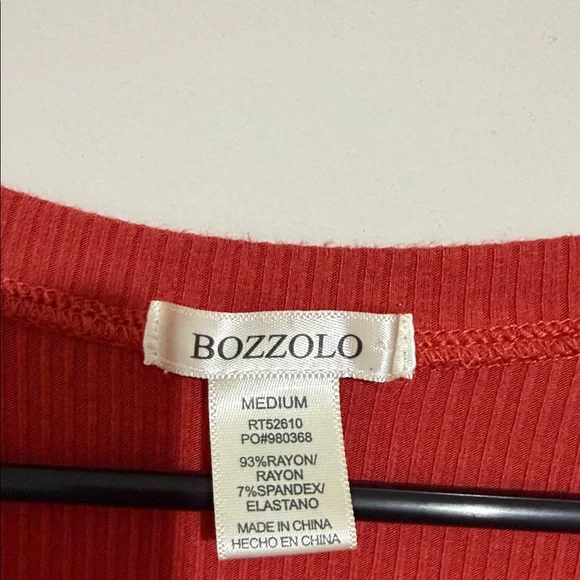 BOZZOLO
MEDIUM
RT52610
PO#980368
93%RAYON/
RAYON
7%SPANDEX/
ELASTANO
MADE IN CHINA
HECHO EN CHINA